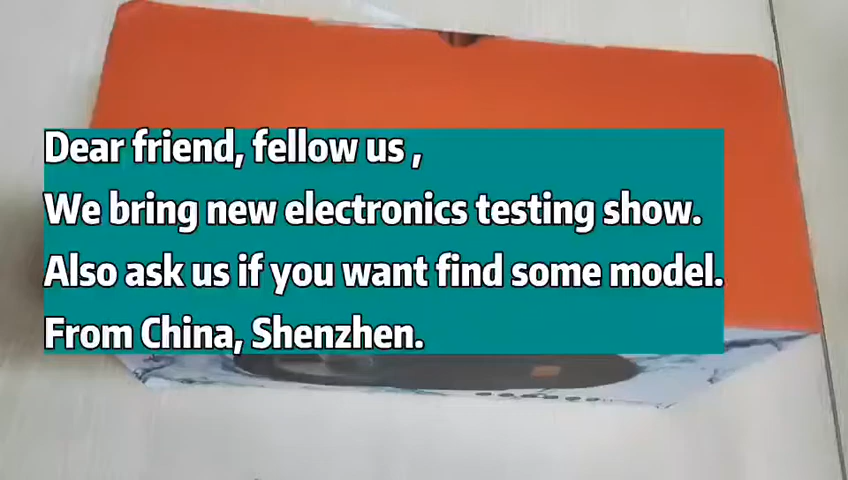 Dear friend, fellow us ,
We bring new electronics testing show.
Also ask us if you want find some model.
From China, Shenzhen.